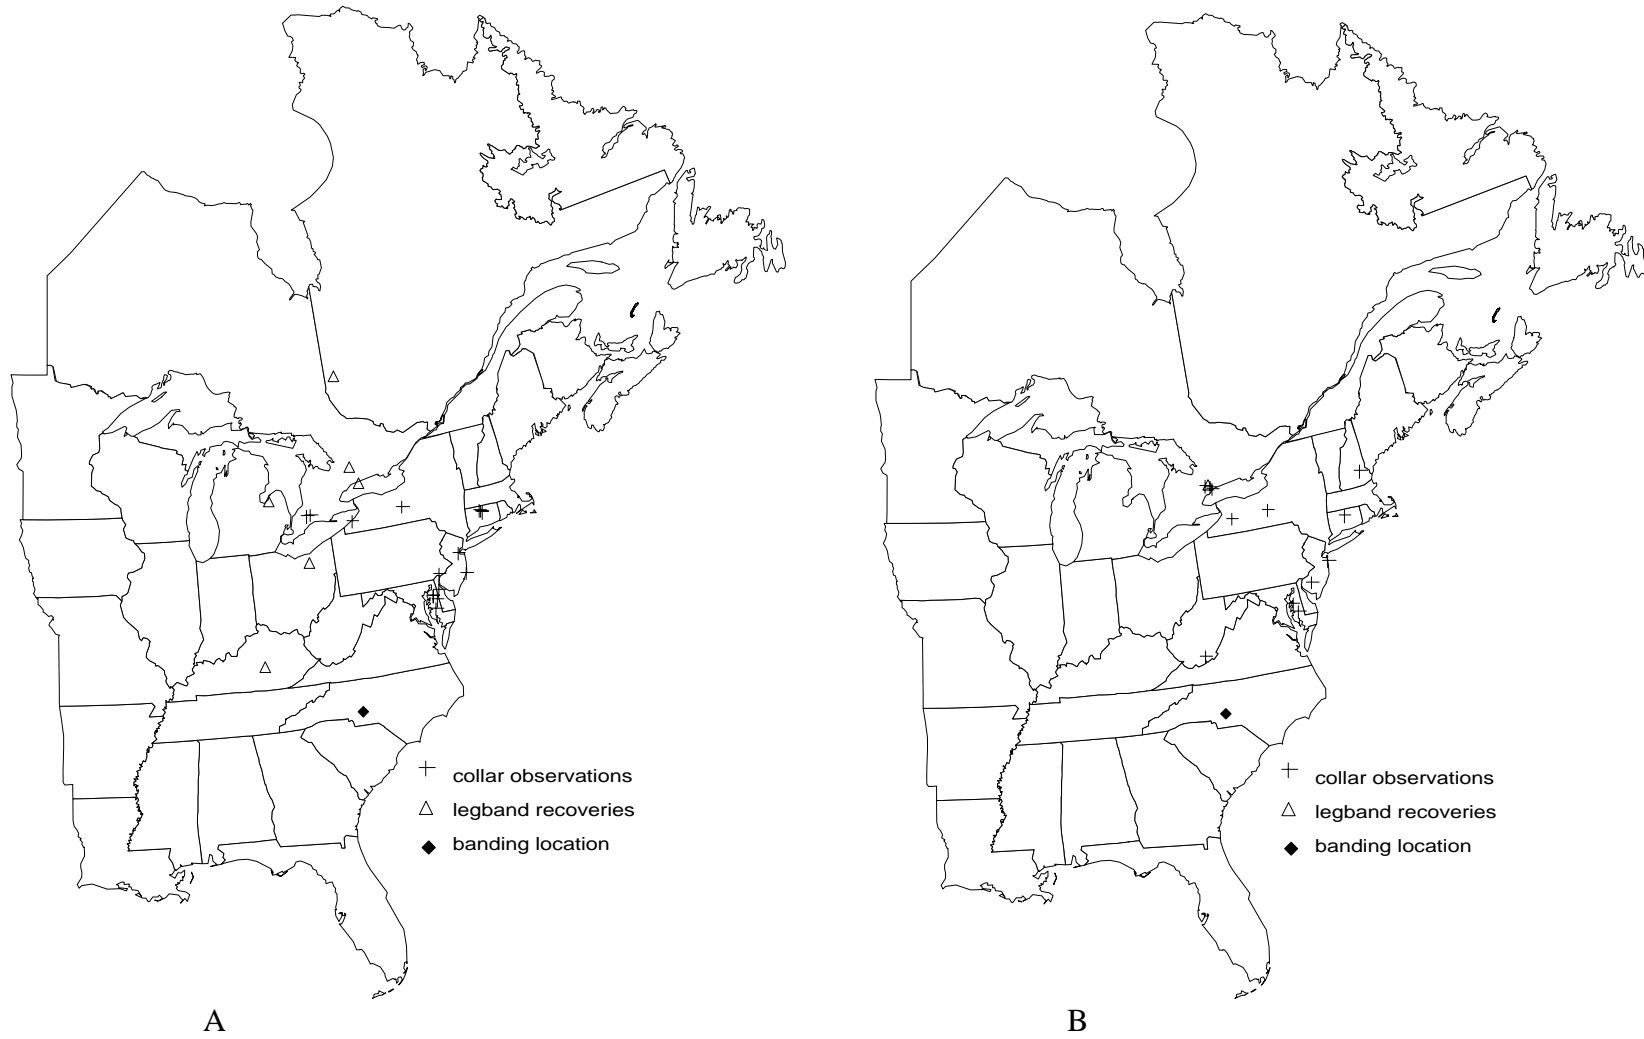 collar observations
legband recoveries
banding location
collar observations
legband recoveries
banding location
A
B